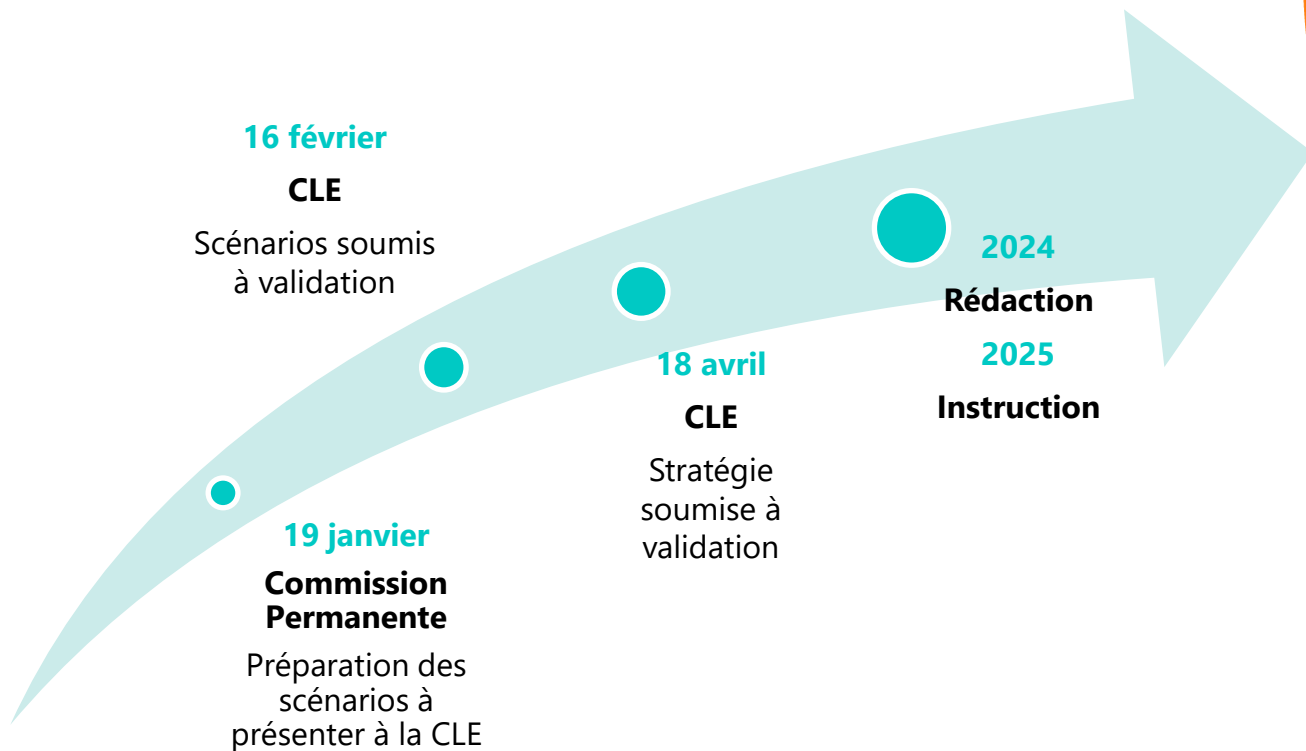 16 février
CLE
Scénarios soumis
à validation
19 janvier
Commission
Permanente
Préparation des
scénarios à
présenter à la CLE
18 avril
CLE
Stratégie
soumise à
validation
2024
Rédaction
2025
Instruction